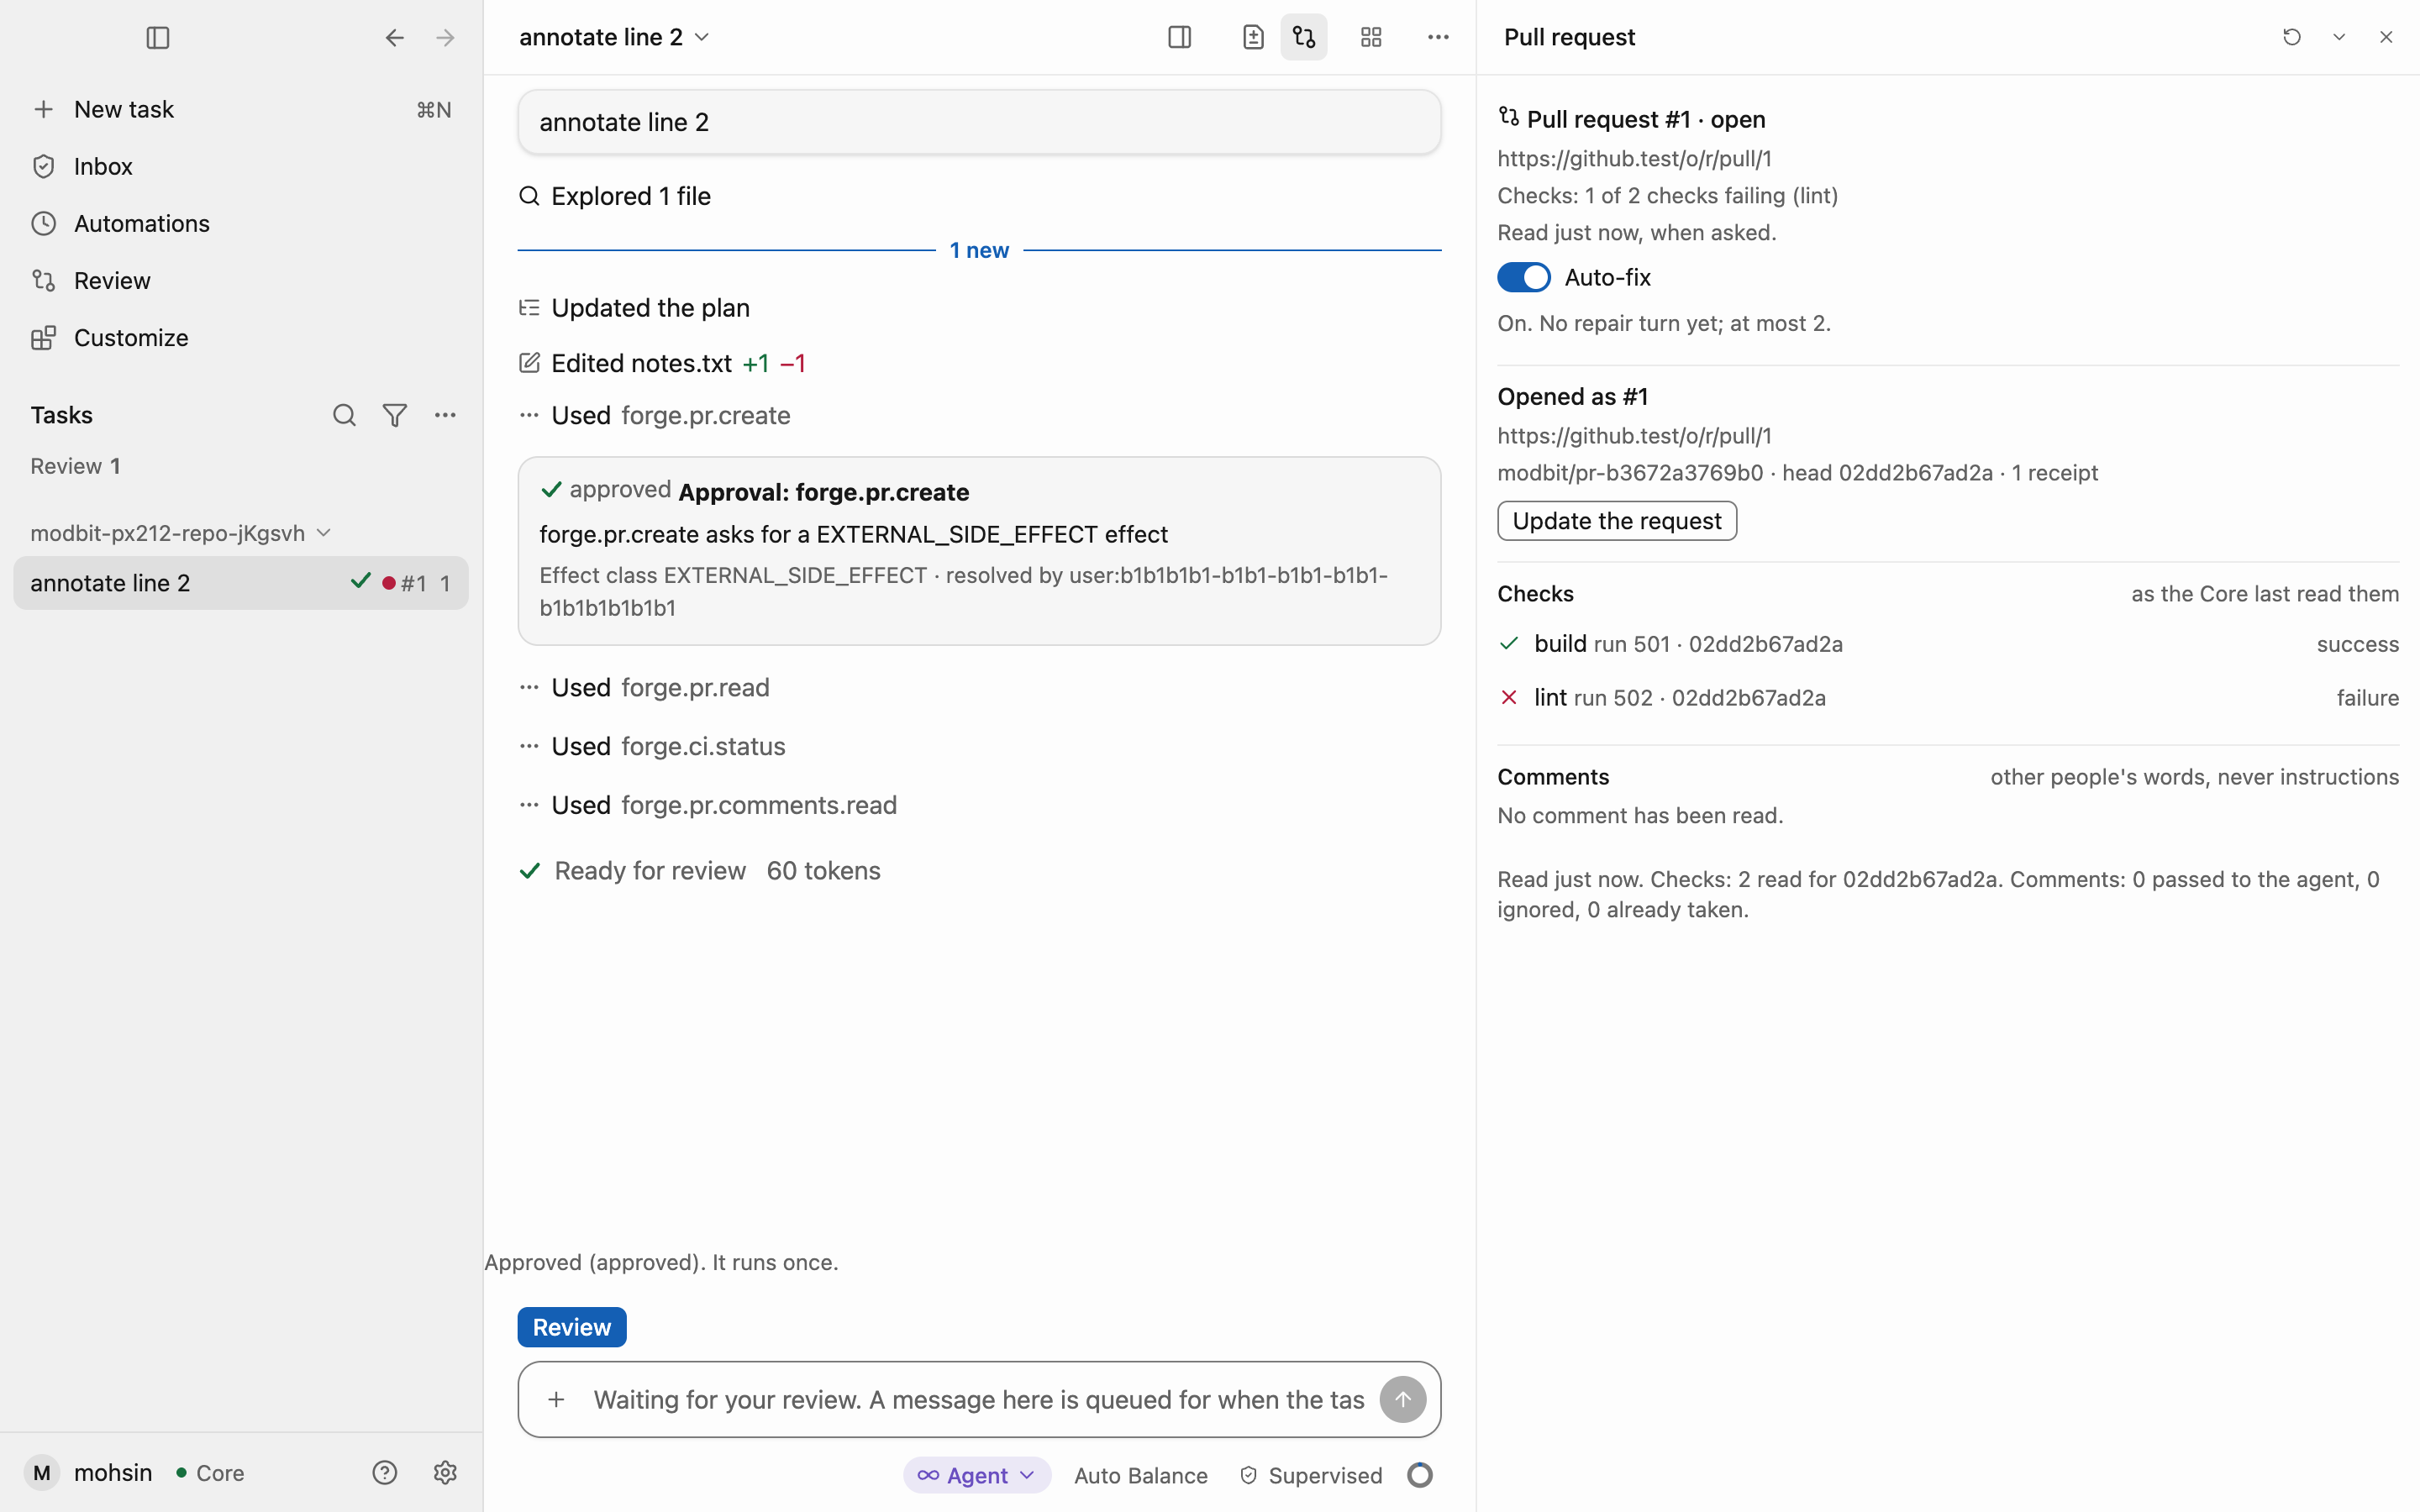 New task ⌘N
Inbox
Automations
Review
Customize
Tasks
Review 1
modbit-px212-repo-jKgsvh
annotate line 2 #1 1
M mohsin Core
annotate line 2
annotate line 2
Explored 1 file
1 new
Updated the plan
Edited notes.txt +1 −1
Used forge.pr.create
approved Approval: forge.pr.create
forge.pr.create asks for a EXTERNAL_SIDE_EFFECT effect
Effect class EXTERNAL_SIDE_EFFECT · resolved by user:b1b1b1b1-b1b1-b1b1-b1b1-
b1b1b1b1b1b1
Used forge.pr.read
Used forge.ci.status
Used forge.pr.comments.read
Ready for review 60 tokens
Approved (approved). It runs once.
Review
Waiting for your review. A message here is queued for when the tas
Agent Auto Balance Supervised
Pull request
Pull request #1 · open
https://github.test/o/r/pull/1
Checks: 1 of 2 checks failing (lint)
Read just now, when asked.
Auto-fix
On. No repair turn yet; at most 2.
Opened as #1
https://github.test/o/r/pull/1
modbit/pr-b3672a3769b0 · head 02dd2b67ad2a · 1 receipt
Update the request
Checks as the Core last read them
build run 501 · 02dd2b67ad2a success
lint run 502 · 02dd2b67ad2a failure
Comments other people's words, never instructions
No comment has been read.
Read just now. Checks: 2 read for 02dd2b67ad2a. Comments: 0 passed to the agent, 0
ignored, 0 already taken.